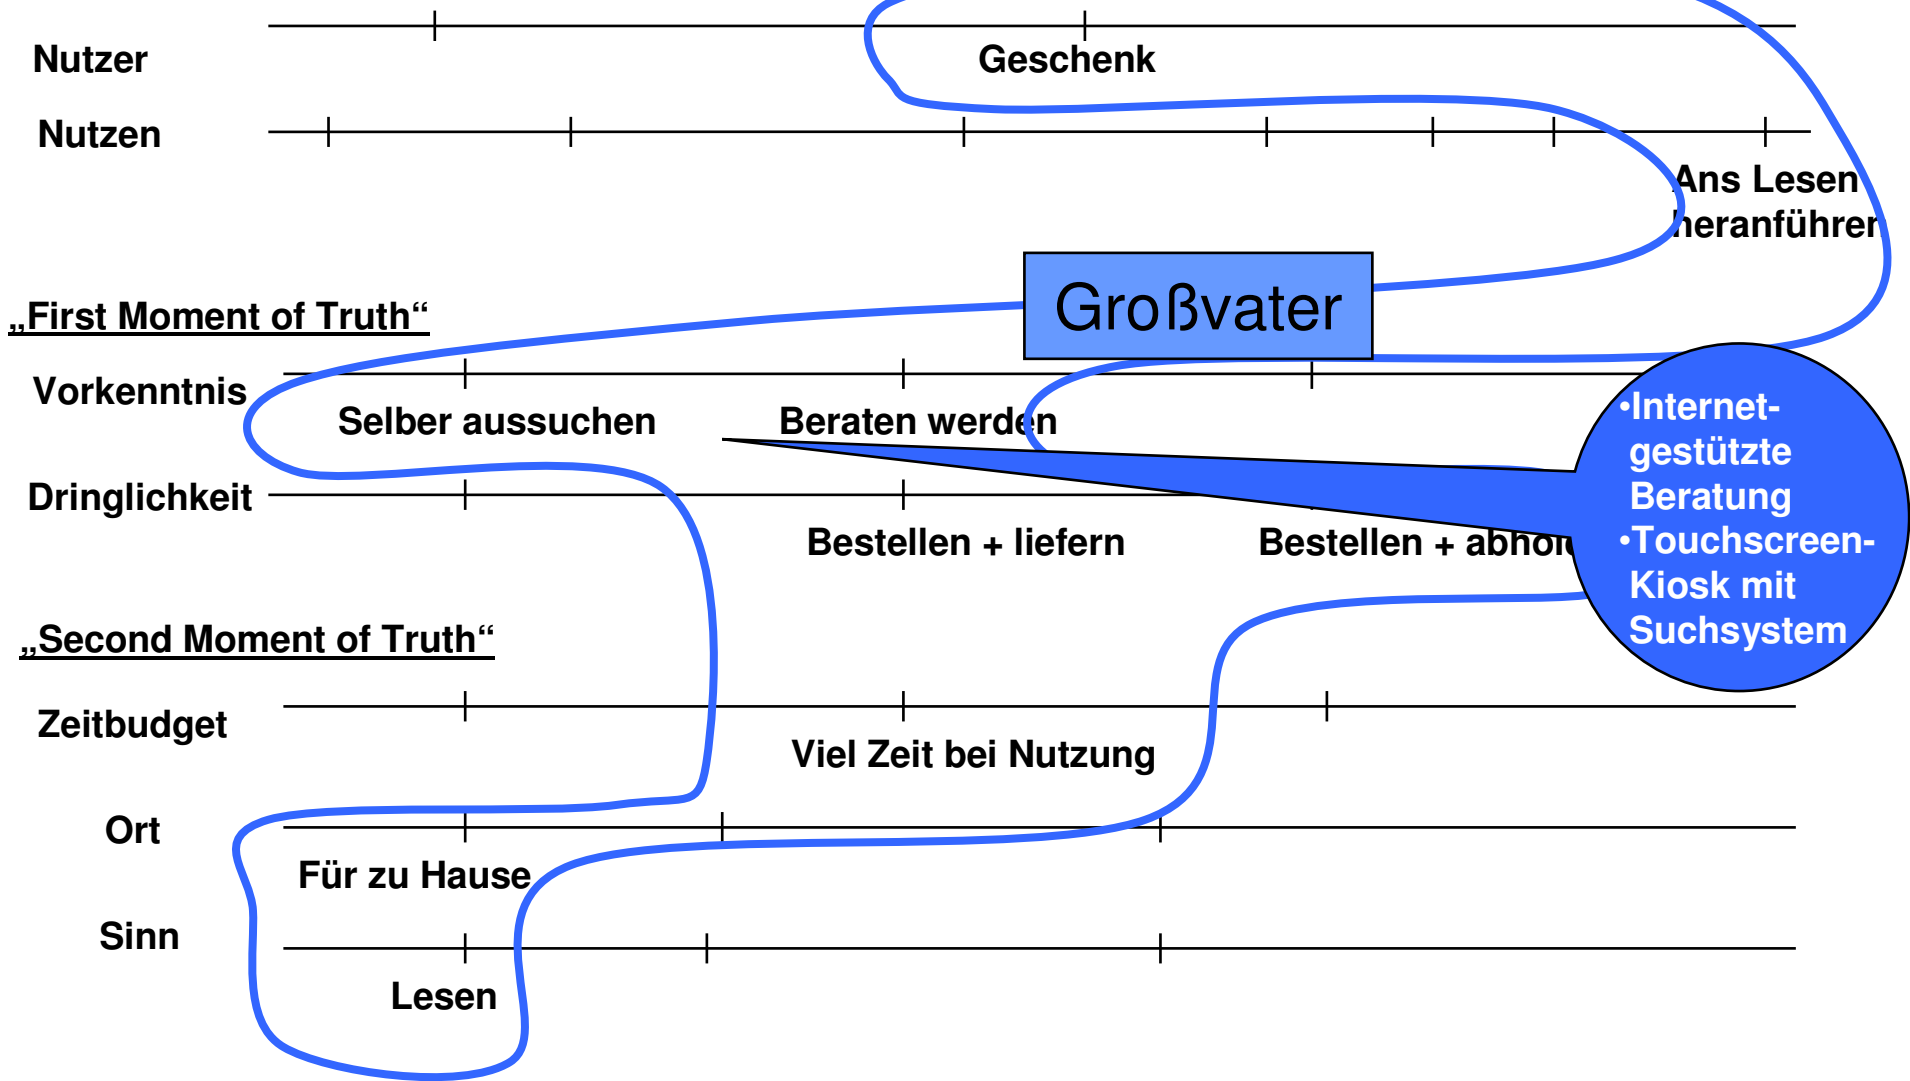 Nutzer
Geschenk
Nutzen
Ans Lesen
heranführen
Großvater
„First Moment of Truth“
Vorkenntnis
Selber aussuchen
Beraten werden
Dringlichkeit
Bestellen + liefern
Bestellen + abhol
•Internet-
gestützte
Beratung
•Touchscreen-
Kiosk mit
Suchsystem
„Second Moment of Truth“
Zeitbudget
Viel Zeit bei Nutzung
Ort
Für zu Hause
Sinn
Lesen